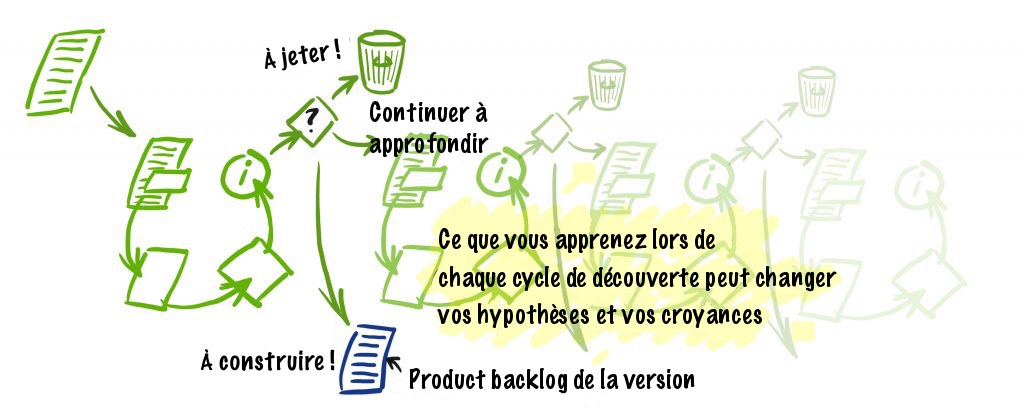 À jeter !
?
Continuer à
approfondir
i
i
i
i
Ce que vous apprenez lors de
chaque cycle de découverte peut changer
vos hypothèses et vos croyances
À construire !
Product backlog de la version